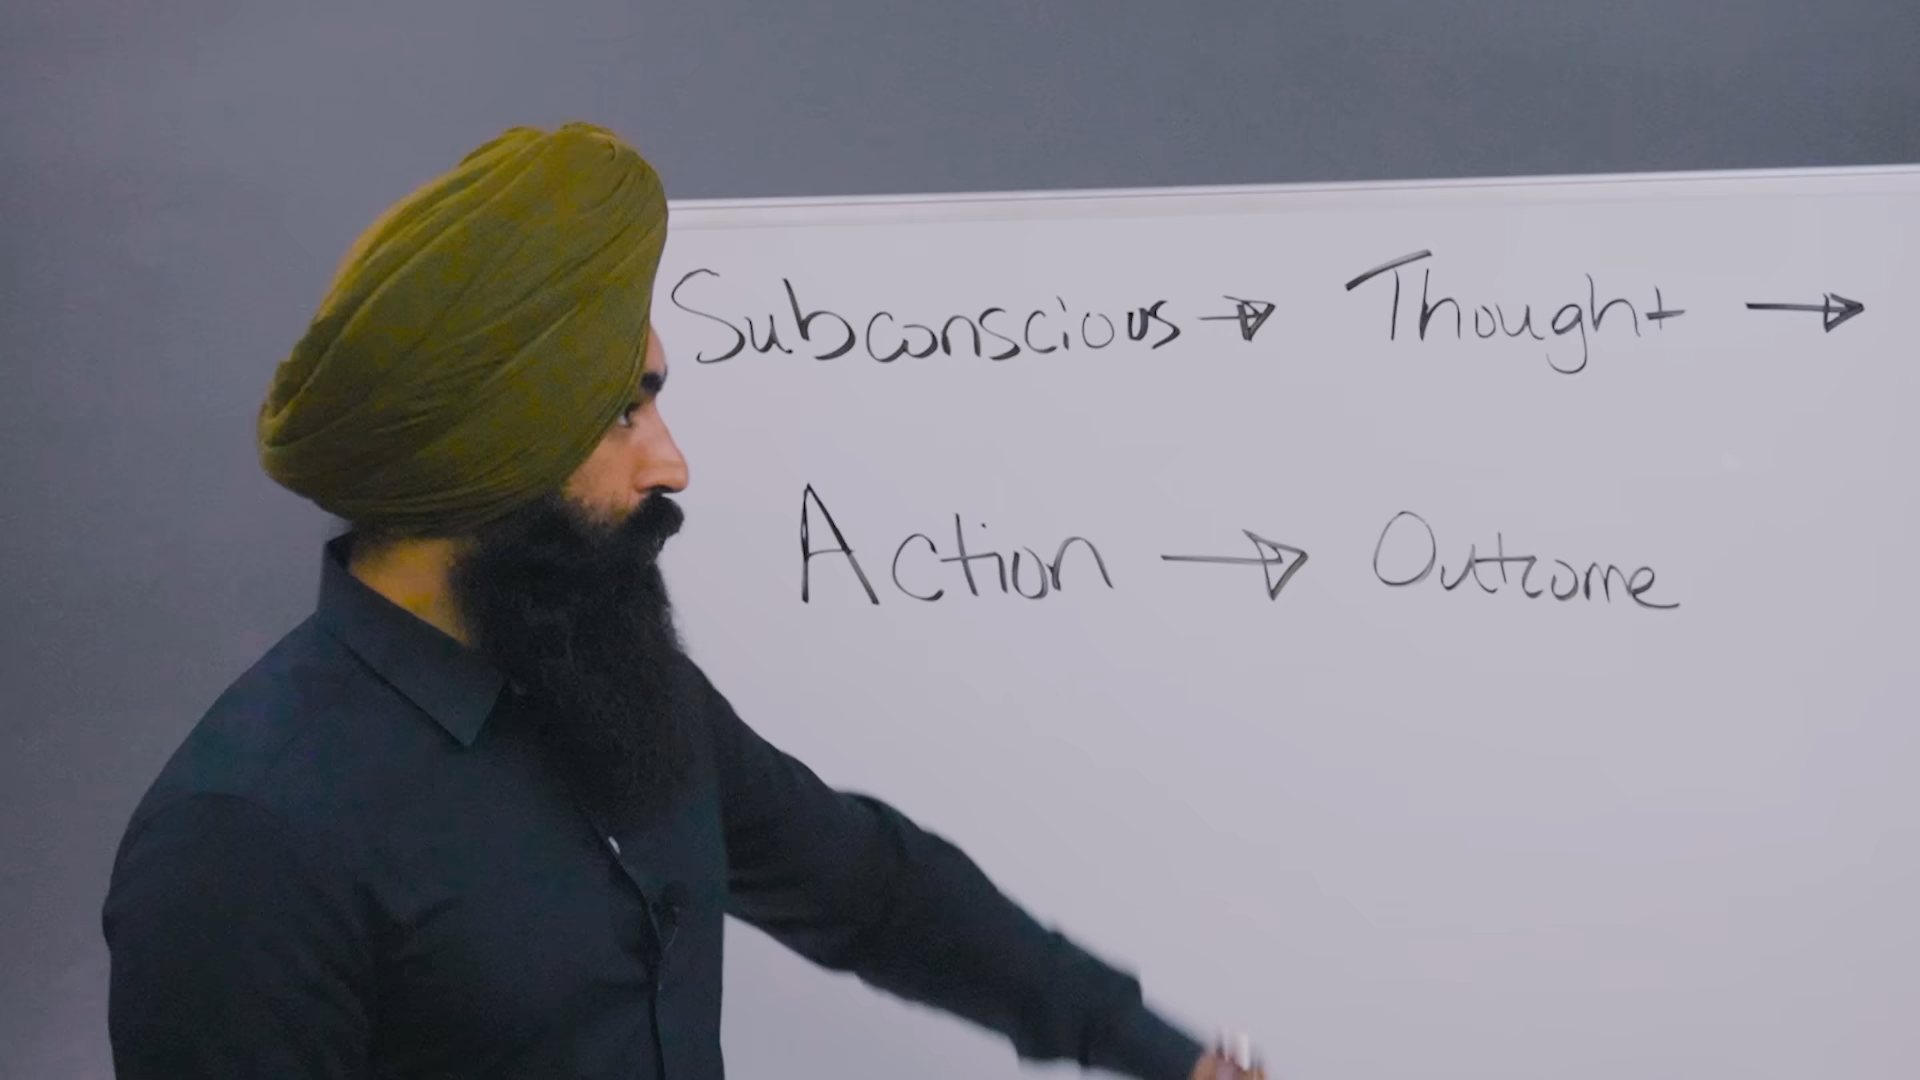 Subconscious → Thought →
Action → Outcome